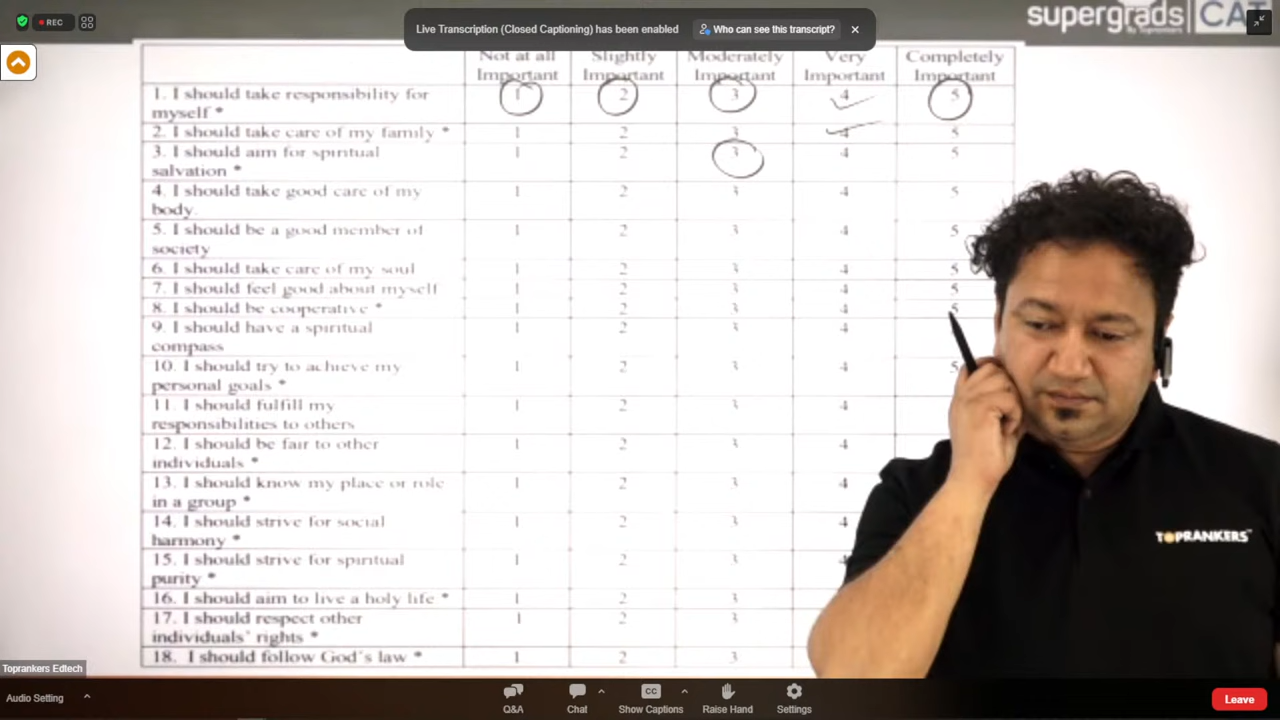 REC
Live Transcription (Closed Captioning) has been enabled
Who can see this transcript?
supergrads CAT
By Toprankers
Not at all Important Slightly Important Moderately Important Very Important Completely Important
1. I should take responsibility for
myself * 1 2 3 4 5
2. I should take care of my family * 1 2 3 4 5
3. I should aim for spiritual
salvation * 1 2 3 4 5
4. I should take good care of my
body. 1 2 3 4 5
5. I should be a good member of
society 1 2 3 4 5
6. I should take care of my soul 1 2 3 4 5
7. I should feel good about myself 1 2 3 4 5
8. I should be cooperative * 1 2 3 4 5
9. I should have a spiritual
compass 1 2 3 4
10. I should try to achieve my
personal goals * 1 2 3 4 5
11. I should fulfill my
responsibilities to others 1 2 3 4
12. I should be fair to other
individuals * 1 2 3 4
13. I should know my place or role
in a group * 1 2 3 4
14. I should strive for social
harmony * 1 2 3 4
15. I should strive for spiritual
purity * 1 2 3 4
16. I should aim to live a holy life * 1 2 3
17. I should respect other
individuals' rights * 1 2 3
18. I should follow God's law * 1 2 3
TOPRANKERS™
Toprankers Edtech
Audio Setting
Q&A
Chat
CC
Show Captions
Raise Hand
Settings
Leave